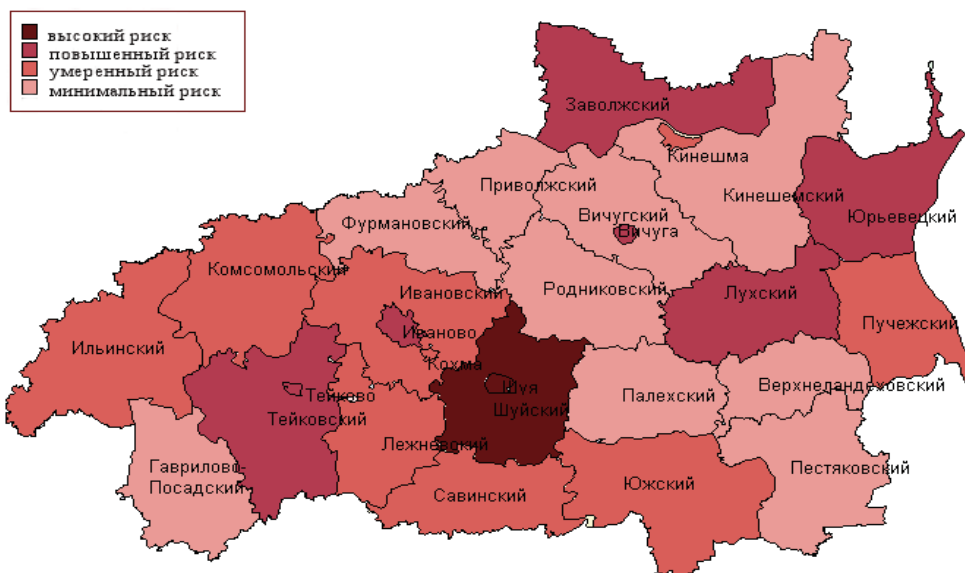 высокий риск
повышенный риск
умеренный риск
минимальный риск
Заволжский
Кинешма
Приволжский
Кинешемский
Вичугский
Фурмановский
Юрьевецкий
Вичуга
Комсомольский
Ивановский
Родниковский
Лухский
Пучежский
Иваново
Ильинский
Кохма
Шуя
Верхнеландеховский
Тейково
Палехский
Шуйский
Тейковский
Лежневский
Гаврилово-
Посадский
Пестяковский
Южский
Савинский